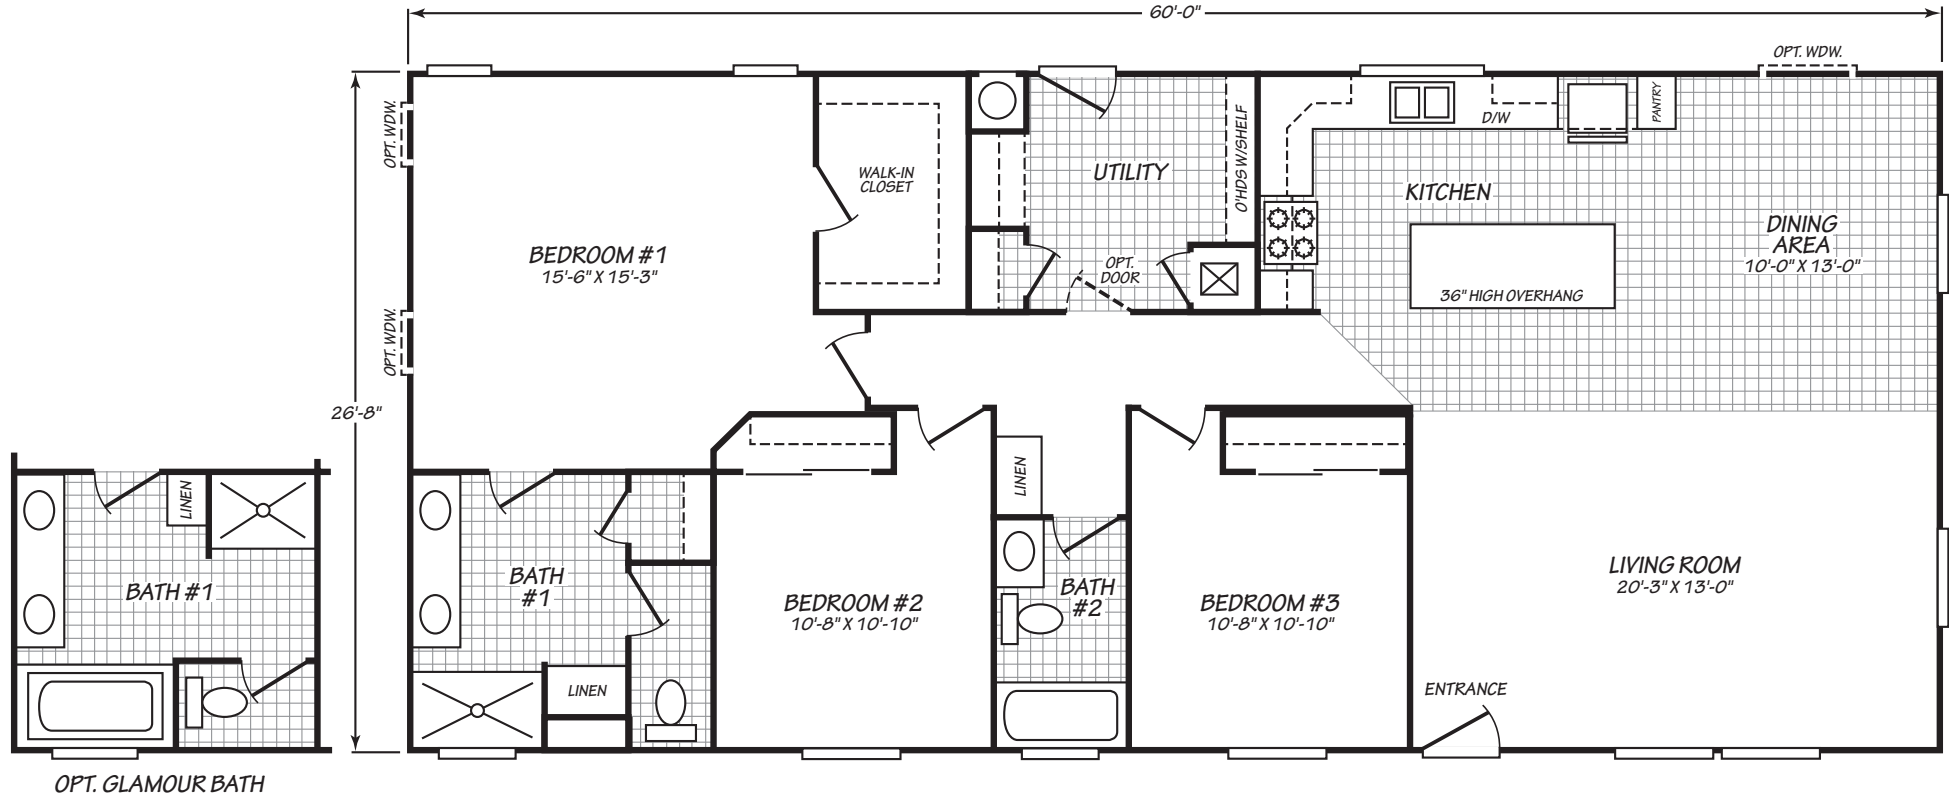 60'-0"
OPT. WDW.
OPT. WDW.
O'HDS W/SHELF
D/W
PANTRY
WALK-IN
CLOSET
UTILITY
KITCHEN
DINING
AREA
10'-0" X 13'-0"
BEDROOM #1
15'-6" X 15'-3"
OPT.
DOOR
36" HIGH OVERHANG
OPT. WDW.
26'-8"
LINEN
LINEN
BATH #1
BATH
#1
BEDROOM #2
10'-8" X 10'-10"
BATH
#2
BEDROOM #3
10'-8" X 10'-10"
LIVING ROOM
20'-3" X 13'-0"
LINEN
ENTRANCE
OPT. GLAMOUR BATH